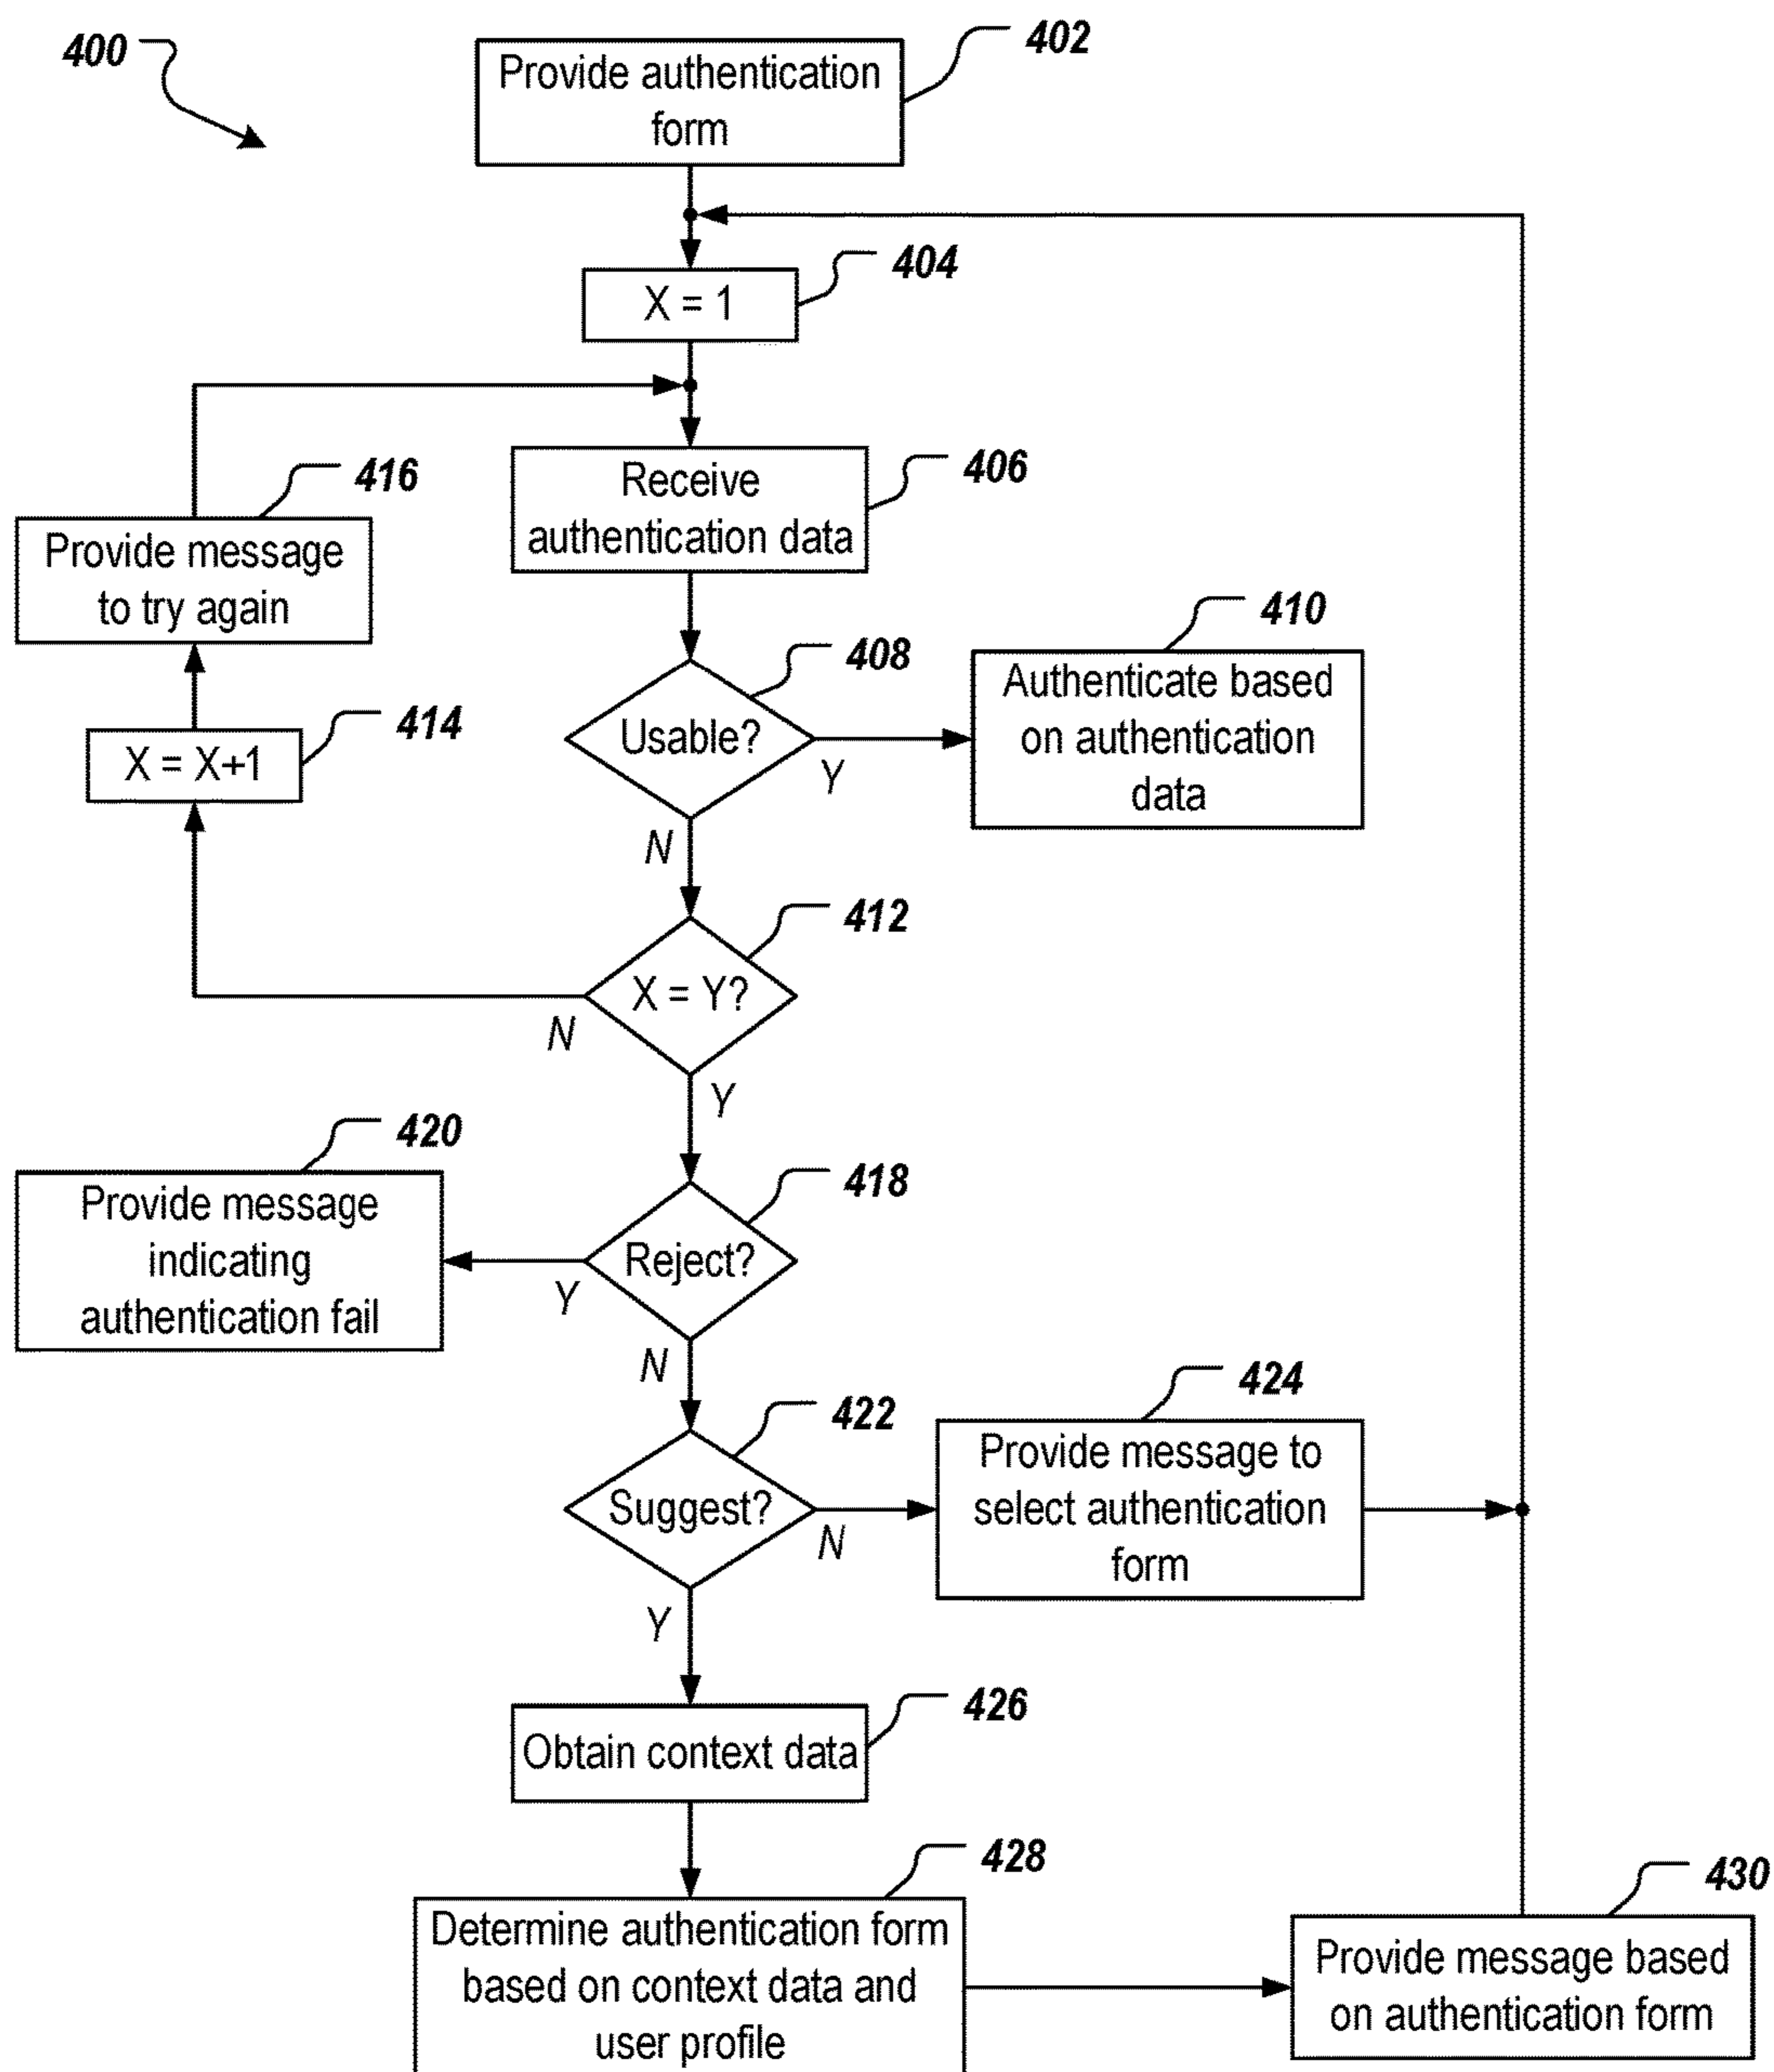 400
402
Provide authentication
form
404
X = 1
416
Provide message
to try again
406
Receive
authentication data
410
Authenticate based
on authentication
data
408
Usable?
Y
N
414
X = X+1
412
X = Y?
N
Y
420
Provide message
indicating
authentication fail
418
Reject?
Y
N
424
Provide message to
select authentication
form
422
Suggest?
N
Y
426
Obtain context data
428
Determine authentication form
based on context data and
user profile
430
Provide message based
on authentication form